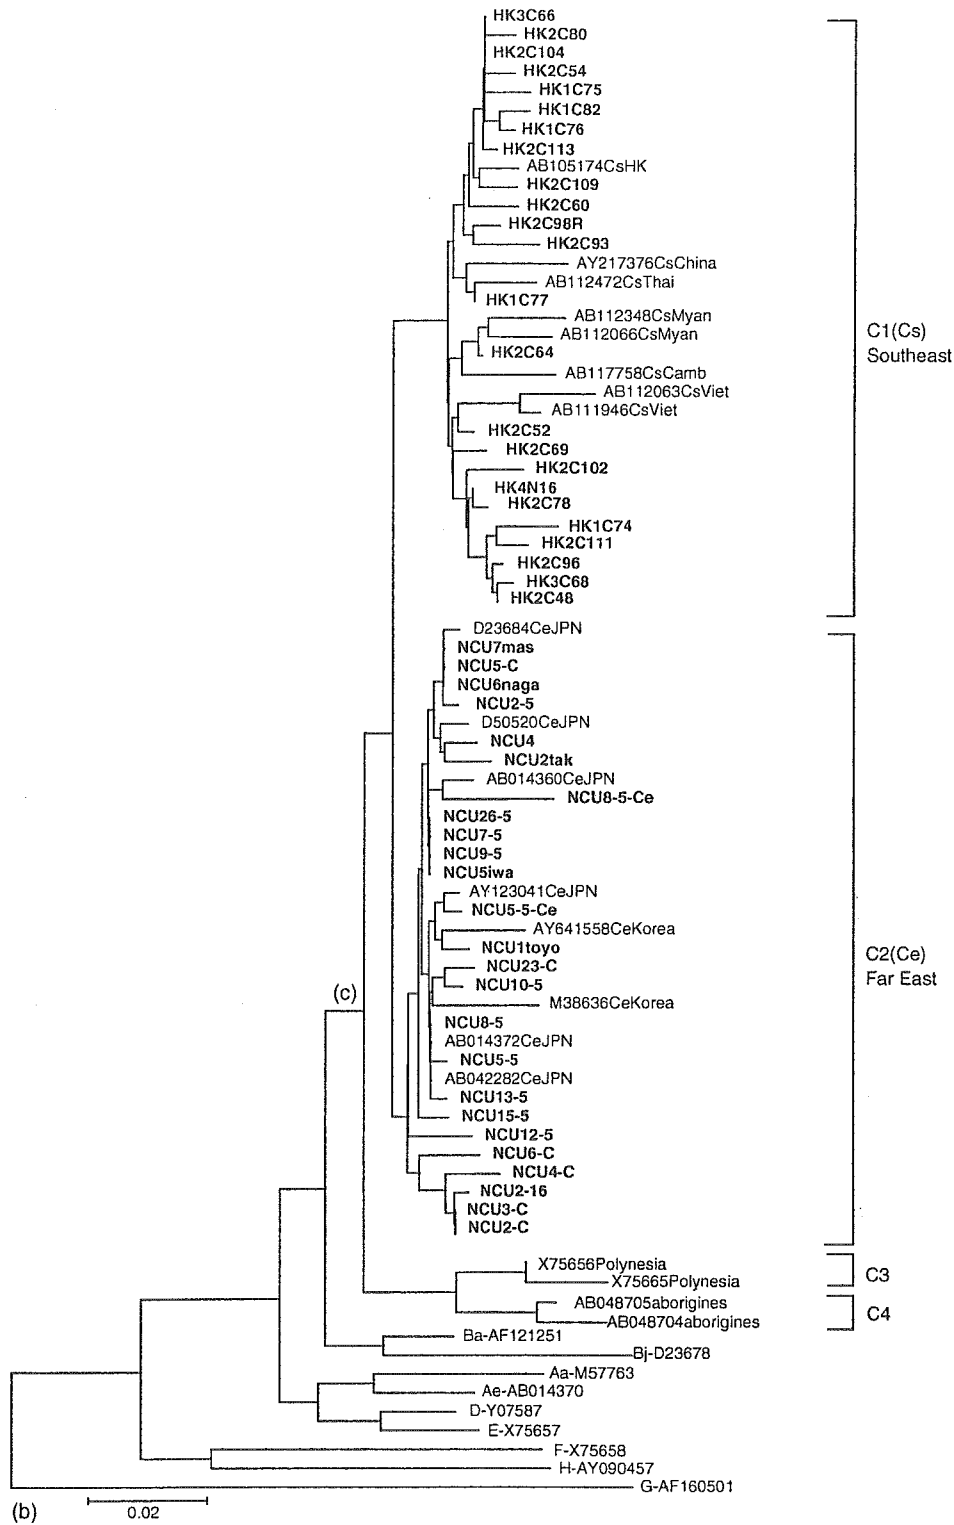 HK3C66
HK2C80
HK2C104
HK2C54
HK1C75
HK1C82
HK1C76
HK2C113
AB105174CsHK
HK2C109
HK2C60
HK2C98R
HK2C93
AY217376CsChina
AB112472CsThai
HK1C77
AB112348CsMyan
AB112066CsMyan
HK2C64
AB117758CsCamb
AB112063CsViet
AB111946CsViet
HK2C52
HK2C69
HK2C102
HK4N16
HK2C78
HK1C74
HK2C111
HK2C96
HK3C68
HK2C48
C1(Cs)
Southeast
D23684CeJPN
NCU7mas
NCU5-C
NCU6naga
NCU2-5
D50520CeJPN
NCU4
NCU2tak
AB014360CeJPN
NCU8-5-Ce
NCU26-5
NCU7-5
NCU9-5
NCU5iwa
AY123041CeJPN
NCU5-5-Ce
AY641558CeKorea
NCU1toyo
NCU23-C
NCU10-5
M38636CeKorea
NCU8-5
AB014372CeJPN
NCU5-5
AB042282CeJPN
NCU13-5
NCU15-5
NCU12-5
NCU6-C
NCU4-C
NCU2-16
NCU3-C
NCU2-C
C2(Ce)
Far East
(c)
X75656Polynesia
X75665Polynesia
C3
AB048705aborigines
AB048704aborigines
C4
Ba-AF121251
Bj-D23678
Aa-M57763
Ae-AB014370
D-Y07587
E-X75657
F-X75658
H-AY090457
G-AF160501
(b)
0.02